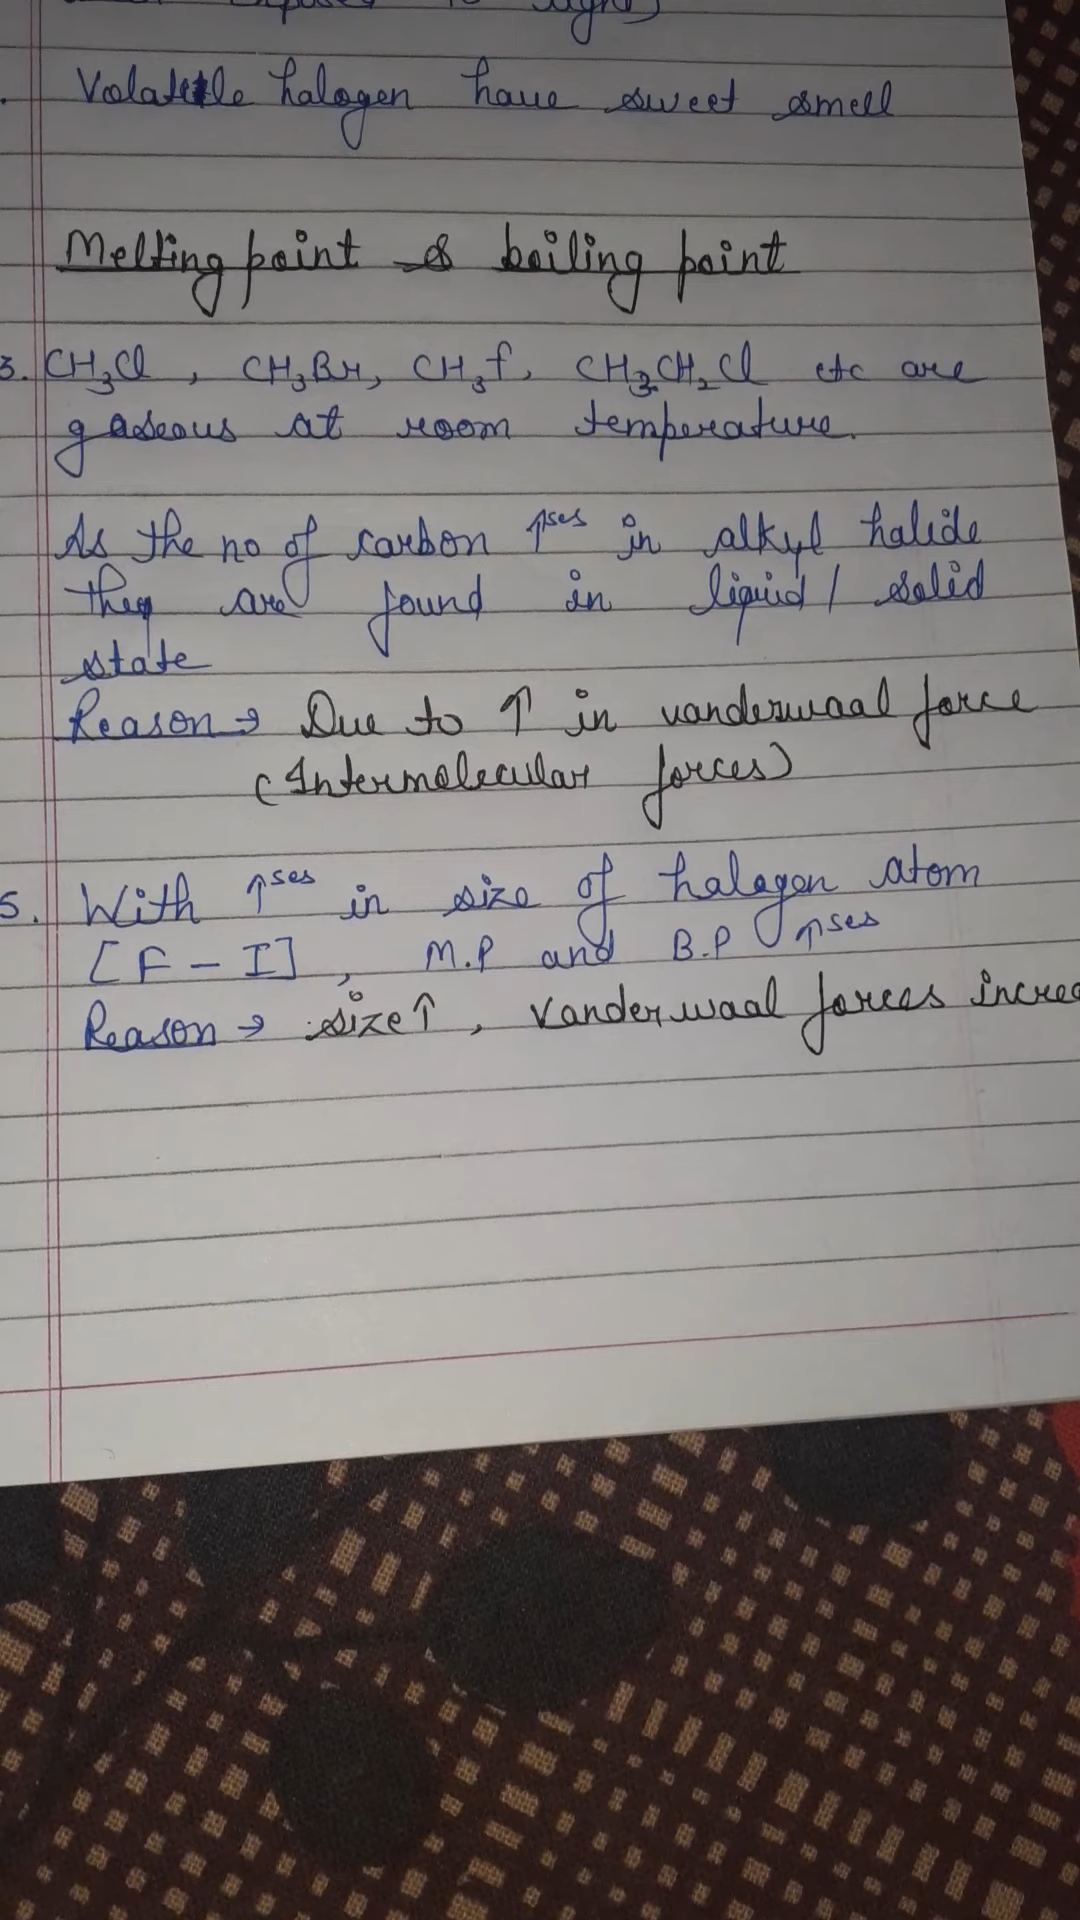 Volatile halogen have sweet smell
Melting point & boiling point
3. CH₃Cl, CH₃Br, CH₃f, CH₃CH₂Cl etc are
gaseous at room temperature.
As the no of carbon ↑ses in alkyl halide
they are found in liquid/ solid
state
Reason → Due to ↑ in vanderwaal force
(Intermolecular forces)
5. With ↑ses in size of halogen atom
[F - I], M.P and B.P ↑ses
Reason → size↑, Vanderwaal forces increa